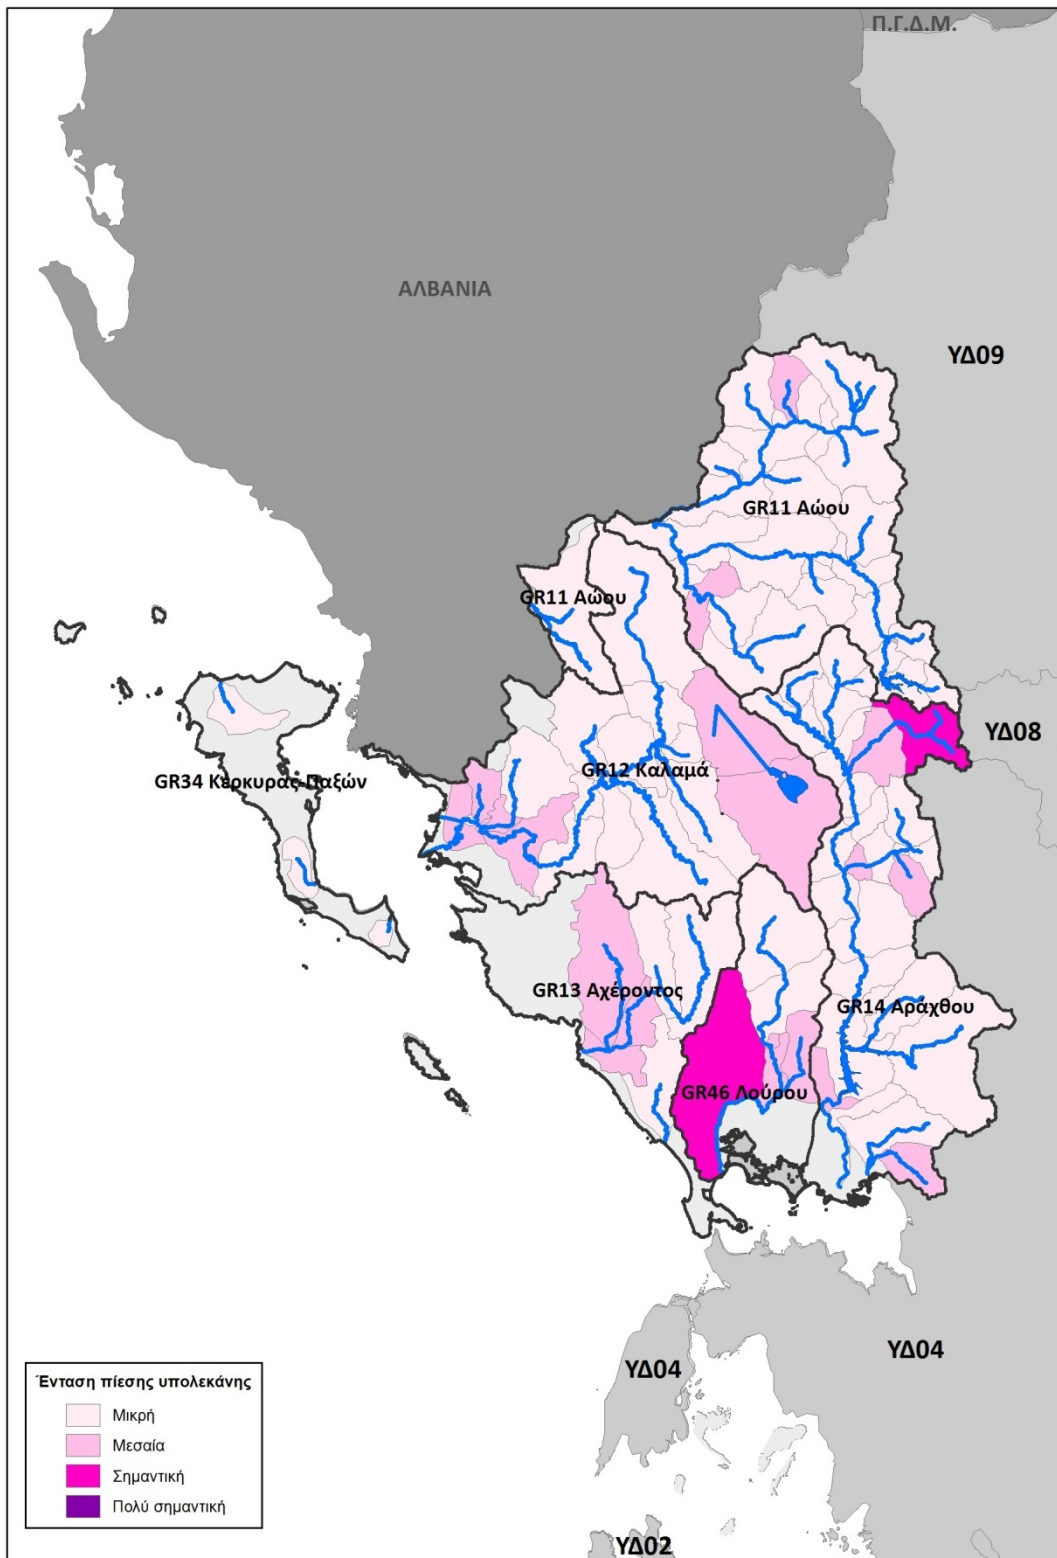 Π.Γ.Δ.Μ.
ΑΛΒΑΝΙΑ
ΥΔ09
GR11 Αώου
GR11 Αώου
ΥΔ08
GR12 Καλαμά
GR34 Κέρκυρας-Παξών
GR13 Αχέροντος
GR14 Αράχθου
GR46 Λούρου
ΥΔ04
ΥΔ04
ΥΔ02
Ένταση πίεσης υπολεκάνης
Μικρή
Μεσαία
Σημαντική
Πολύ σημαντική